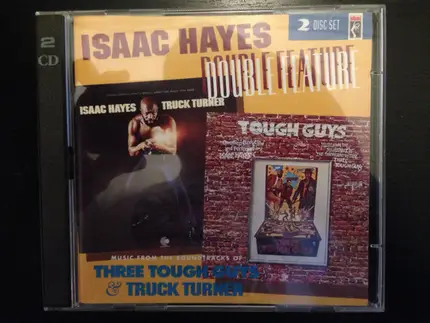 2
CD
ISAAC HAYES
2 DISC SET
DOUBLE FEATURE
ISAAC HAYES TRUCK TURNER
TOUGH GUYS
MUSIC FROM THE SOUNDTRACKS OF
THREE TOUGH GUYS
& TRUCK TURNER